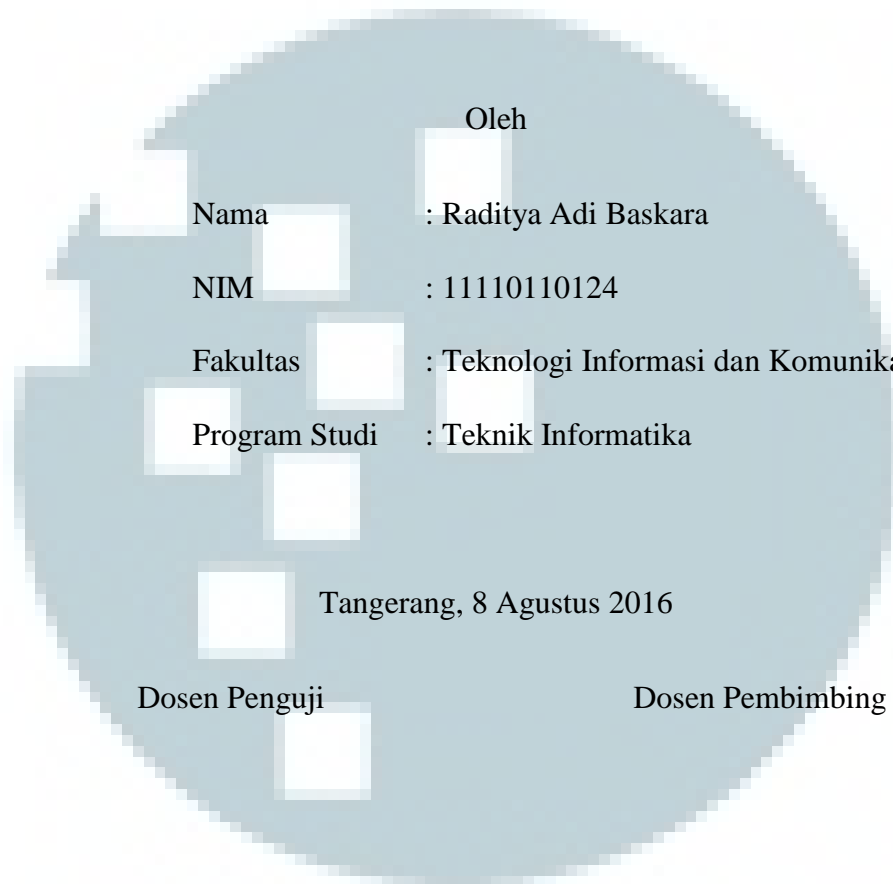 Oleh
Nama : Raditya Adi Baskara
NIM : 11110110124
Fakultas : Teknologi Informasi dan Komunika
Program Studi : Teknik Informatika
Tangerang, 8 Agustus 2016
Dosen Penguji Dosen Pembimbing